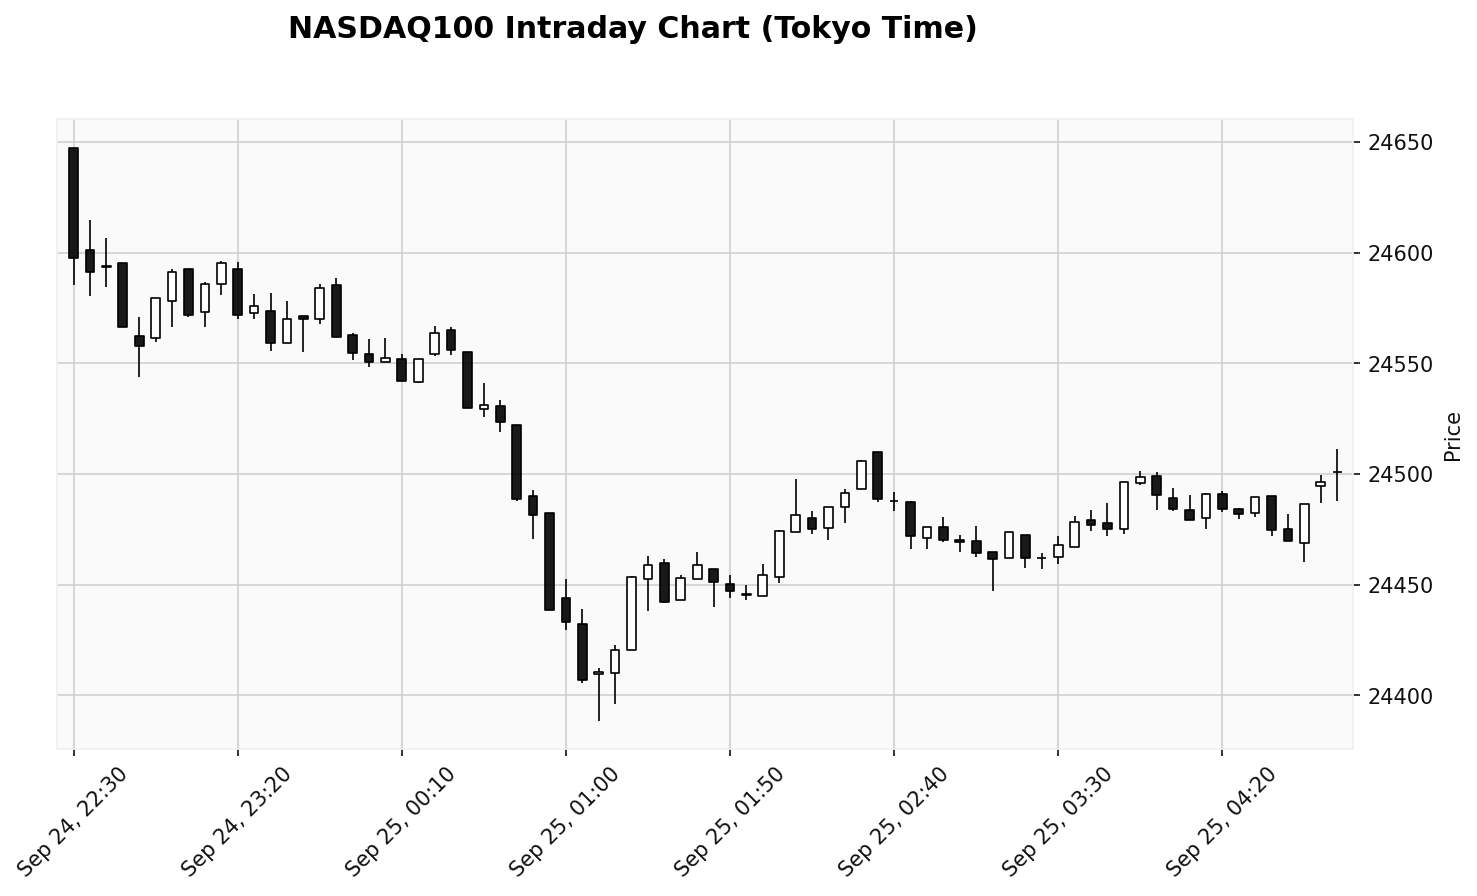 NASDAQ100 Intraday Chart (Tokyo Time)
24650
24600
24550
24500
24450
24400
Price
Sep 24, 22:30
Sep 24, 23:20
Sep 25, 00:10
Sep 25, 01:00
Sep 25, 01:50
Sep 25, 02:40
Sep 25, 03:30
Sep 25, 04:20